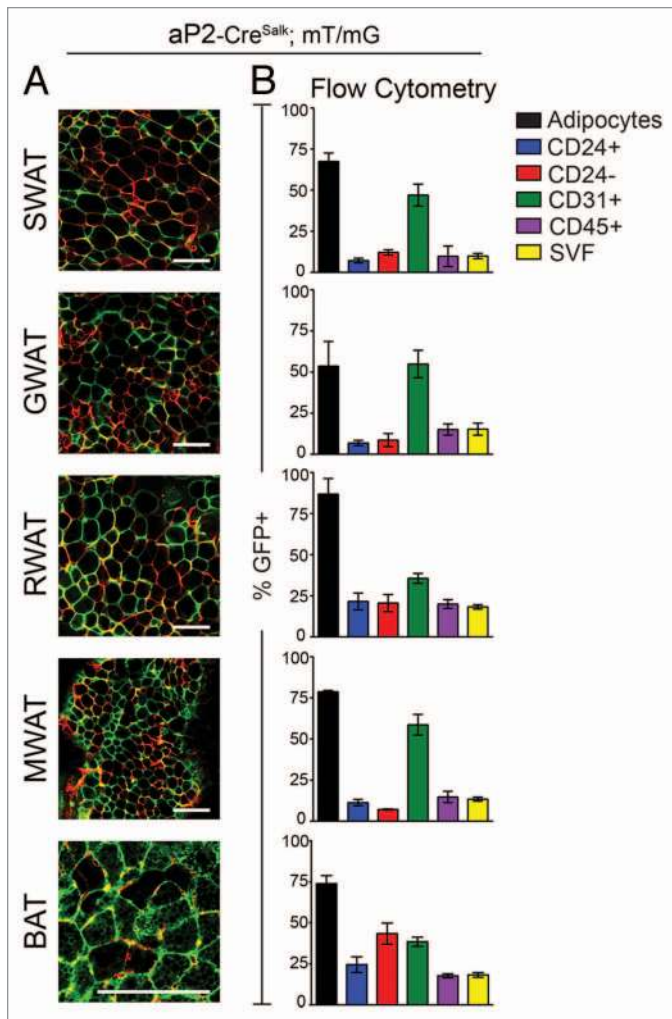 aP2-Cre^Salk; mT/mG
A
B
Flow Cytometry
Adipocytes
CD24+
CD24-
CD31+
CD45+
SVF
SWAT
100
75
50
25
0
GWAT
100
75
50
25
0
RWAT
100
75
50
25
0
MWAT
100
75
50
25
0
BAT
100
75
50
25
0
% GFP+